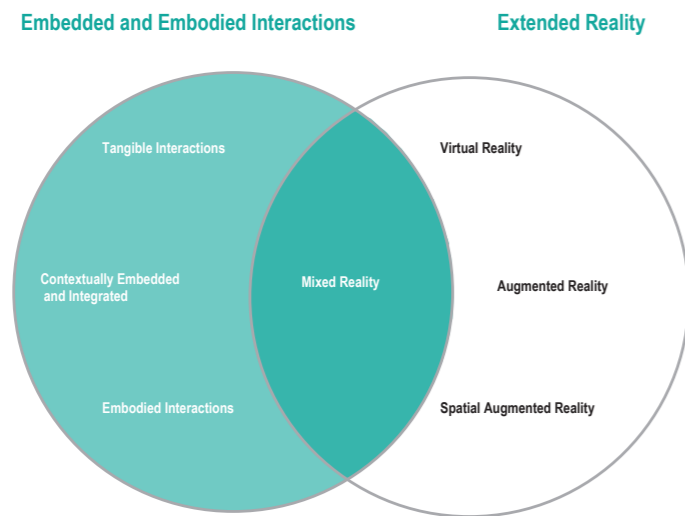 Embedded and Embodied Interactions
Extended Reality
Tangible Interactions
Virtual Reality
Contextually Embedded
and Integrated
Mixed Reality
Augmented Reality
Embodied Interactions
Spatial Augmented Reality